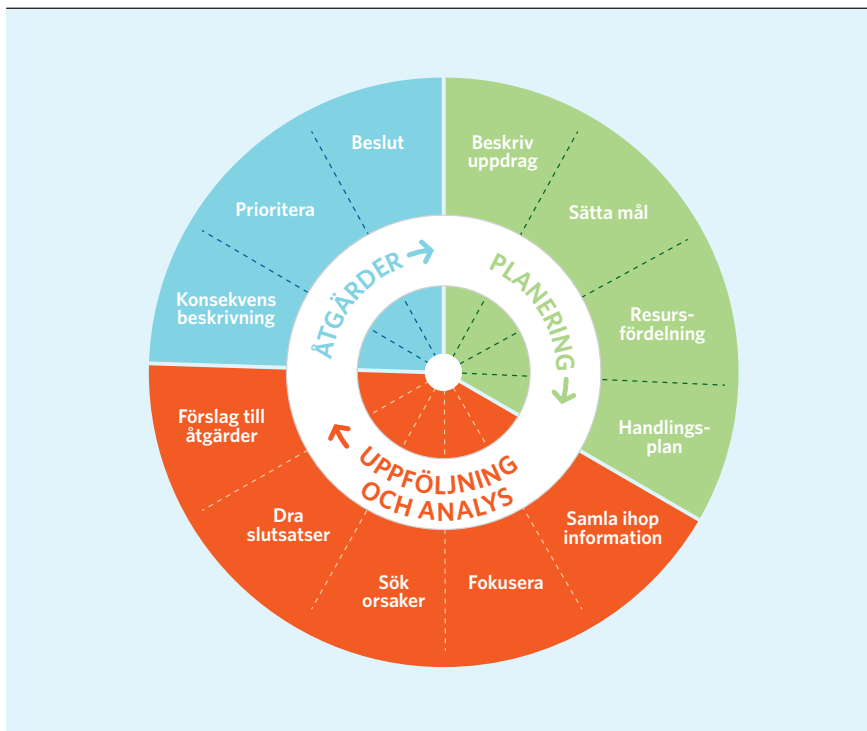 PLANERING
Beskriv
uppdrag
Sätta mål
Resurs-
fördelning
Handlings-
plan
UPPFÖLJNING
OCH ANALYS
Samla ihop
information
Fokusera
Sök
orsaker
Dra
slutsatser
Förslag till
åtgärder
ÅTGÄRDER
Konsekvens
beskrivning
Prioritera
Beslut